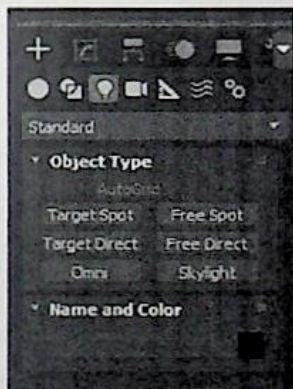 Standard
Object Type
AutoGrid
Target Spot Free Spot
Target Direct Free Direct
Omni Skylight
Name and Color